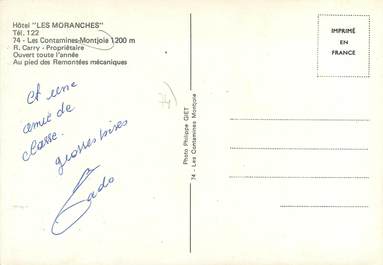 Hôtel "LES MORANCHES"
Tél. 122
74 - Les Contamines-Montjoie 1200 m
R. Carry - Propriétaire
Ouvert toute l'année
Au pied des Remontées mécaniques
IMPRIMÉ
EN
FRANCE
Et une
amie de
classe.
grosses bises
Cado
Photo Philippe GIET
74 - Les Contamines Montjoie